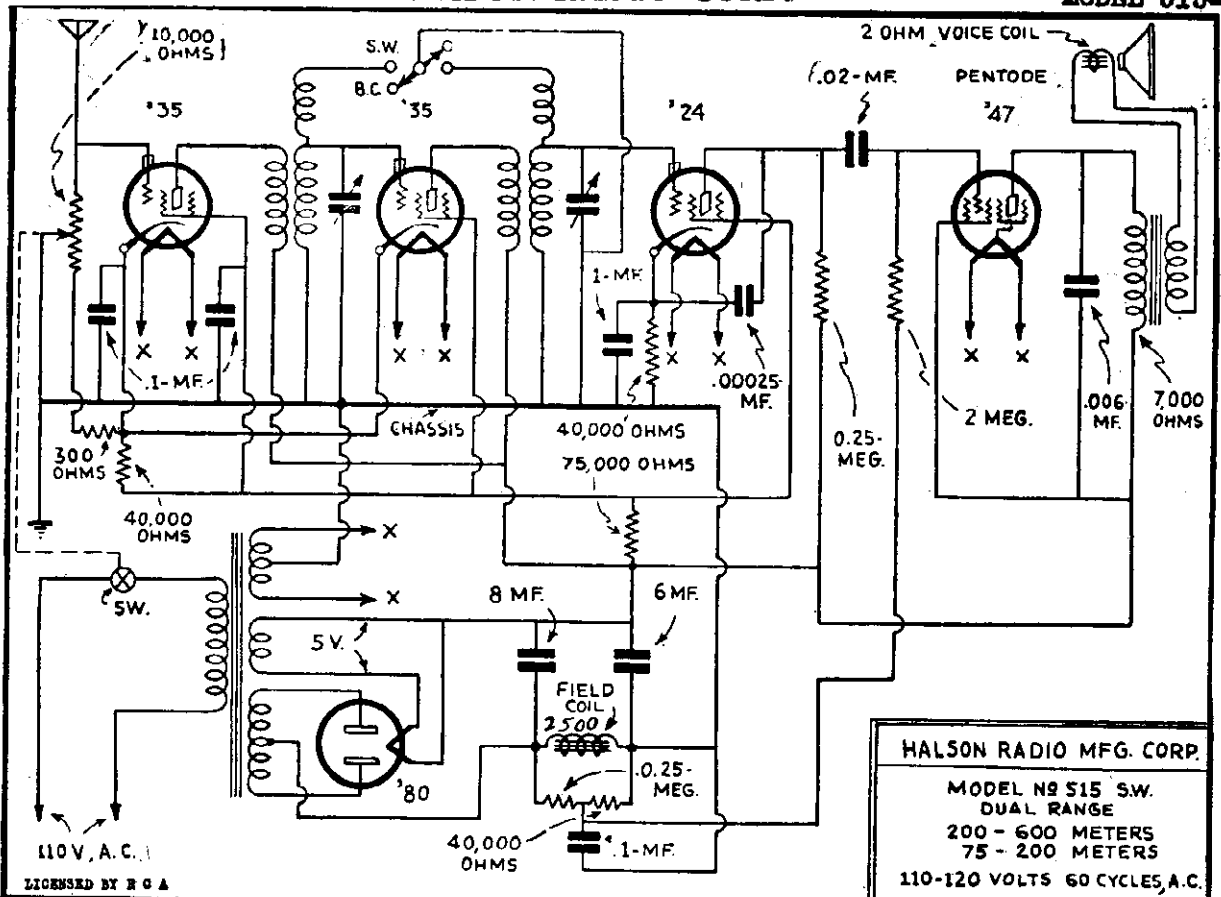 10,000
OHMS
S.W.
B.C.
'35
'35
'24
.02-MF.
PENTODE
'47
2 OHM VOICE COIL
1-MF.
.1-MF.
X X
X X
X X
X X
.00025-
MF.
CHASSIS
40,000 OHMS
75,000 OHMS
0.25-
MEG.
2 MEG.
.006-
MF.
7,000
OHMS
300
OHMS
40,000
OHMS
X
X
SW.
5 V.
8 MF.
6 MF.
FIELD
COIL
2500
'80
0.25-
MEG.
40,000
OHMS
.1-MF.
110 V, A.C.
LICENSED BY R C A
HALSON RADIO MFG. CORP.
MODEL Nº 515 S.W.
DUAL RANGE
200 - 600 METERS
75 - 200 METERS
110-120 VOLTS 60 CYCLES, A.C.